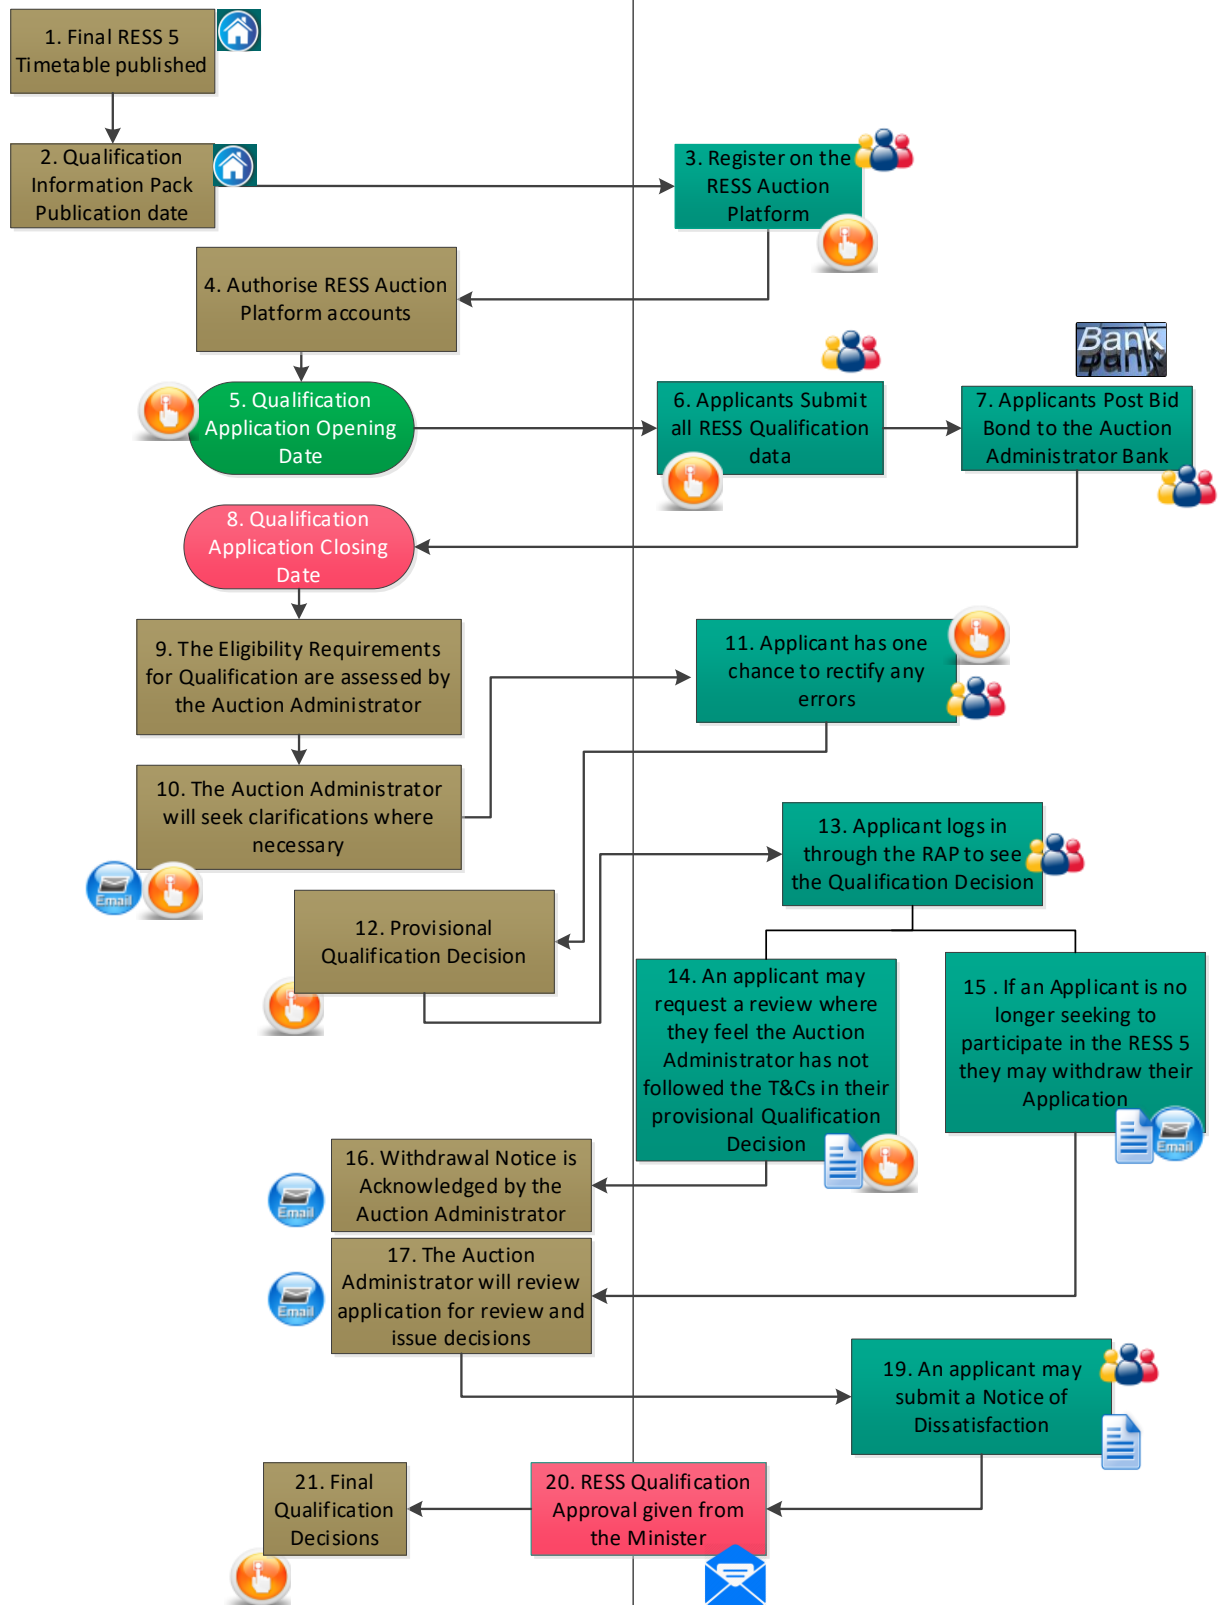 1. Final RESS 5
Timetable published
2. Qualification
Information Pack
Publication date
3. Register on the
RESS Auction
Platform
4. Authorise RESS Auction
Platform accounts
5. Qualification
Application Opening
Date
6. Applicants Submit
all RESS Qualification
data
Bank
7. Applicants Post Bid
Bond to the Auction
Administrator Bank
8. Qualification
Application Closing
Date
9. The Eligibility Requirements
for Qualification are assessed by
the Auction Administrator
10. The Auction Administrator
will seek clarifications where
necessary
Email
11. Applicant has one
chance to rectify any
errors
12. Provisional
Qualification Decision
13. Applicant logs in
through the RAP to see
the Qualification Decision
14. An applicant may
request a review where
they feel the Auction
Administrator has not
followed the T&Cs in their
provisional Qualification
Decision
15 . If an Applicant is no
longer seeking to
participate in the RESS 5
they may withdraw their
Application
Email
16. Withdrawal Notice is
Acknowledged by the
Auction Administrator
Email
17. The Auction
Administrator will review
application for review and
issue decisions
Email
19. An applicant may
submit a Notice of
Dissatisfaction
20. RESS Qualification
Approval given from
the Minister
21. Final
Qualification
Decisions